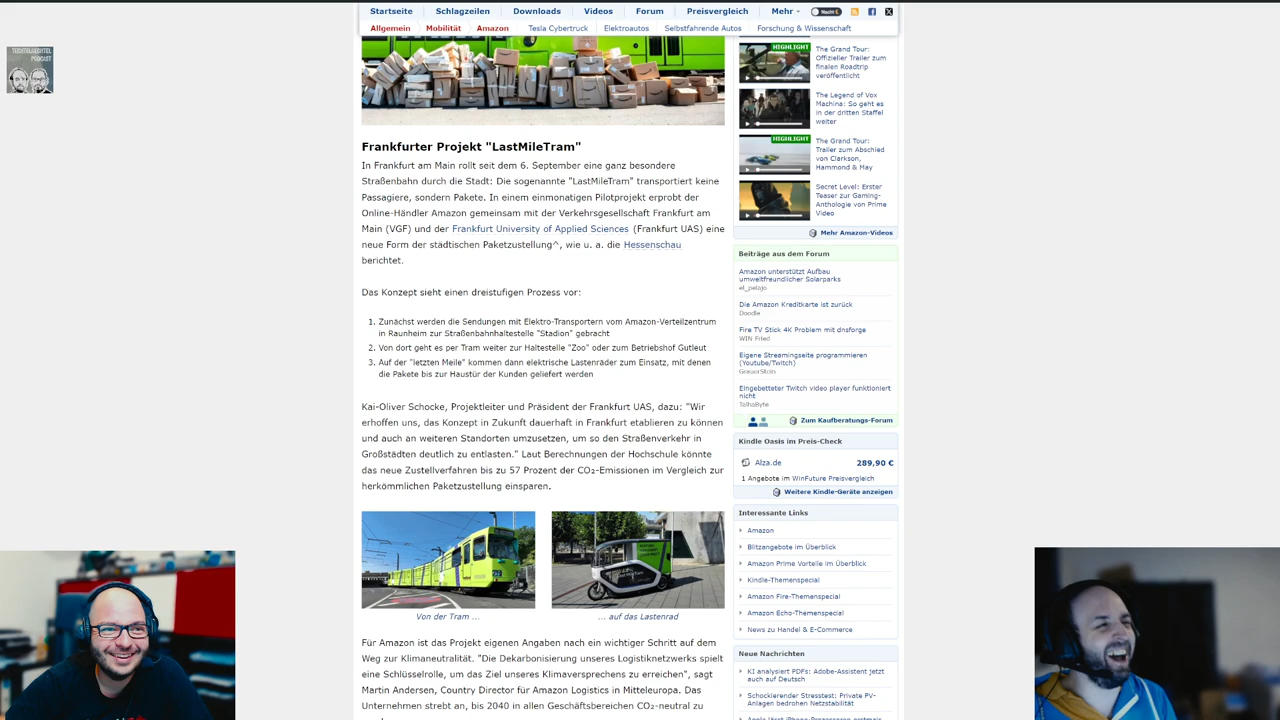 Startseite
Schlagzeilen
Downloads
Videos
Forum
Preisvergleich
Mehr
Nacht
Allgemein
Mobilität
Amazon
Tesla Cybertruck
Elektroautos
Selbstfahrende Autos
Forschung & Wissenschaft
TECHTELMECHTEL
PODCAST
Frankfurter Projekt "LastMileTram"
In Frankfurt am Main rollt seit dem 6. September eine ganz besondere
Straßenbahn durch die Stadt: Die sogenannte "LastMileTram" transportiert keine
Passagiere, sondern Pakete. In einem einmonatigen Pilotprojekt erprobt der
Online-Händler Amazon gemeinsam mit der Verkehrsgesellschaft Frankfurt am
Main (VGF) und der Frankfurt University of Applied Sciences (Frankfurt UAS) eine
neue Form der städtischen Paketzustellung^, wie u. a. die Hessenschau
berichtet.
Das Konzept sieht einen dreistufigen Prozess vor:
1. Zunächst werden die Sendungen mit Elektro-Transportern vom Amazon-Verteilzentrum
in Raunheim zur Straßenbahnhaltestelle "Stadion" gebracht
2. Von dort geht es per Tram weiter zur Haltestelle "Zoo" oder zum Betriebshof Gutleut
3. Auf der "letzten Meile" kommen dann elektrische Lastenräder zum Einsatz, mit denen
die Pakete bis zur Haustür der Kunden geliefert werden
Kai-Oliver Schocke, Projektleiter und Präsident der Frankfurt UAS, dazu: "Wir
erhoffen uns, das Konzept in Zukunft dauerhaft in Frankfurt etablieren zu können
und auch an weiteren Standorten umzusetzen, um so den Straßenverkehr in
Großstädten deutlich zu entlasten." Laut Berechnungen der Hochschule könnte
das neue Zustellverfahren bis zu 57 Prozent der CO₂-Emissionen im Vergleich zur
herkömmlichen Paketzustellung einsparen.
Von der Tram ...
... auf das Lastenrad
Für Amazon ist das Projekt eigenen Angaben nach ein wichtiger Schritt auf dem
Weg zur Klimaneutralität. "Die Dekarbonisierung unseres Logistiknetzwerks spielt
eine Schlüsselrolle, um das Ziel unseres Klimaversprechens zu erreichen", sagt
Martin Andersen, Country Director für Amazon Logistics in Mitteleuropa. Das
Unternehmen strebt an, bis 2040 in allen Geschäftsbereichen CO₂-neutral zu
HIGHLIGHT
The Grand Tour:
Offizieller Trailer zum
finalen Roadtrip
veröffentlicht
The Legend of Vox
Machina: So geht es
in der dritten Staffel
weiter
HIGHLIGHT
The Grand Tour:
Trailer zum Abschied
von Clarkson,
Hammond & May
Secret Level: Erster
Teaser zur Gaming-
Anthologie von Prime
Video
Mehr Amazon-Videos
Beiträge aus dem Forum
Amazon unterstützt Aufbau
umweltfreundlicher Solarparks
el_pelajo
Die Amazon Kreditkarte ist zurück
Doodle
Fire TV Stick 4K Problem mit dnsforge
WIN Fried
Eigene Streamingseite programmieren
(Youtube/Twitch)
GrauerStein
Eingebetteter Twitch video player funktioniert
nicht
TalhaByte
Zum Kaufberatungs-Forum
Kindle Oasis im Preis-Check
Alza.de
289,90 €
1 Angebote im WinFuture Preisvergleich
Weitere Kindle-Geräte anzeigen
Interessante Links
Amazon
Blitzangebote im Überblick
Amazon Prime Vorteile im Überblick
Kindle-Themenspecial
Amazon Fire-Themenspecial
Amazon Echo-Themenspecial
News zu Handel & E-Commerce
Neue Nachrichten
KI analysiert PDFs: Adobe-Assistent jetzt
auch auf Deutsch
Schockierender Stresstest: Private PV-
Anlagen bedrohen Netzstabilität